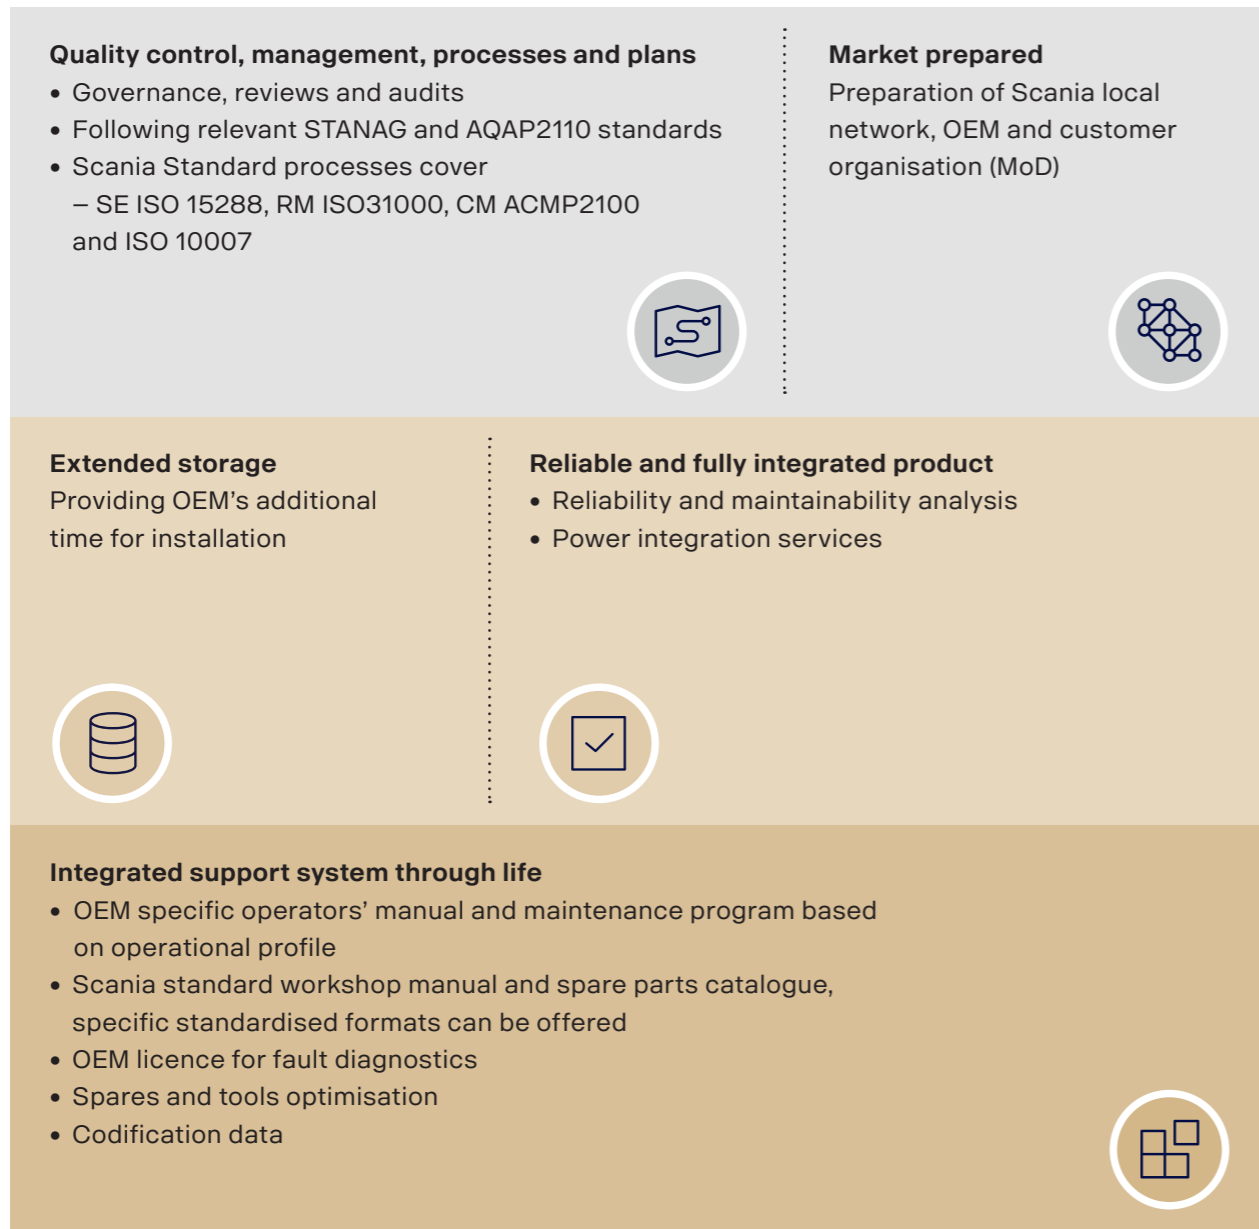 Quality control, management, processes and plans
• Governance, reviews and audits
• Following relevant STANAG and AQAP2110 standards
• Scania Standard processes cover
– SE ISO 15288, RM ISO31000, CM ACMP2100
and ISO 10007
Market prepared
Preparation of Scania local
network, OEM and customer
organisation (MoD)
Extended storage
Providing OEM’s additional
time for installation
Reliable and fully integrated product
• Reliability and maintainability analysis
• Power integration services
Integrated support system through life
• OEM specific operators’ manual and maintenance program based
on operational profile
• Scania standard workshop manual and spare parts catalogue,
specific standardised formats can be offered
• OEM licence for fault diagnostics
• Spares and tools optimisation
• Codification data